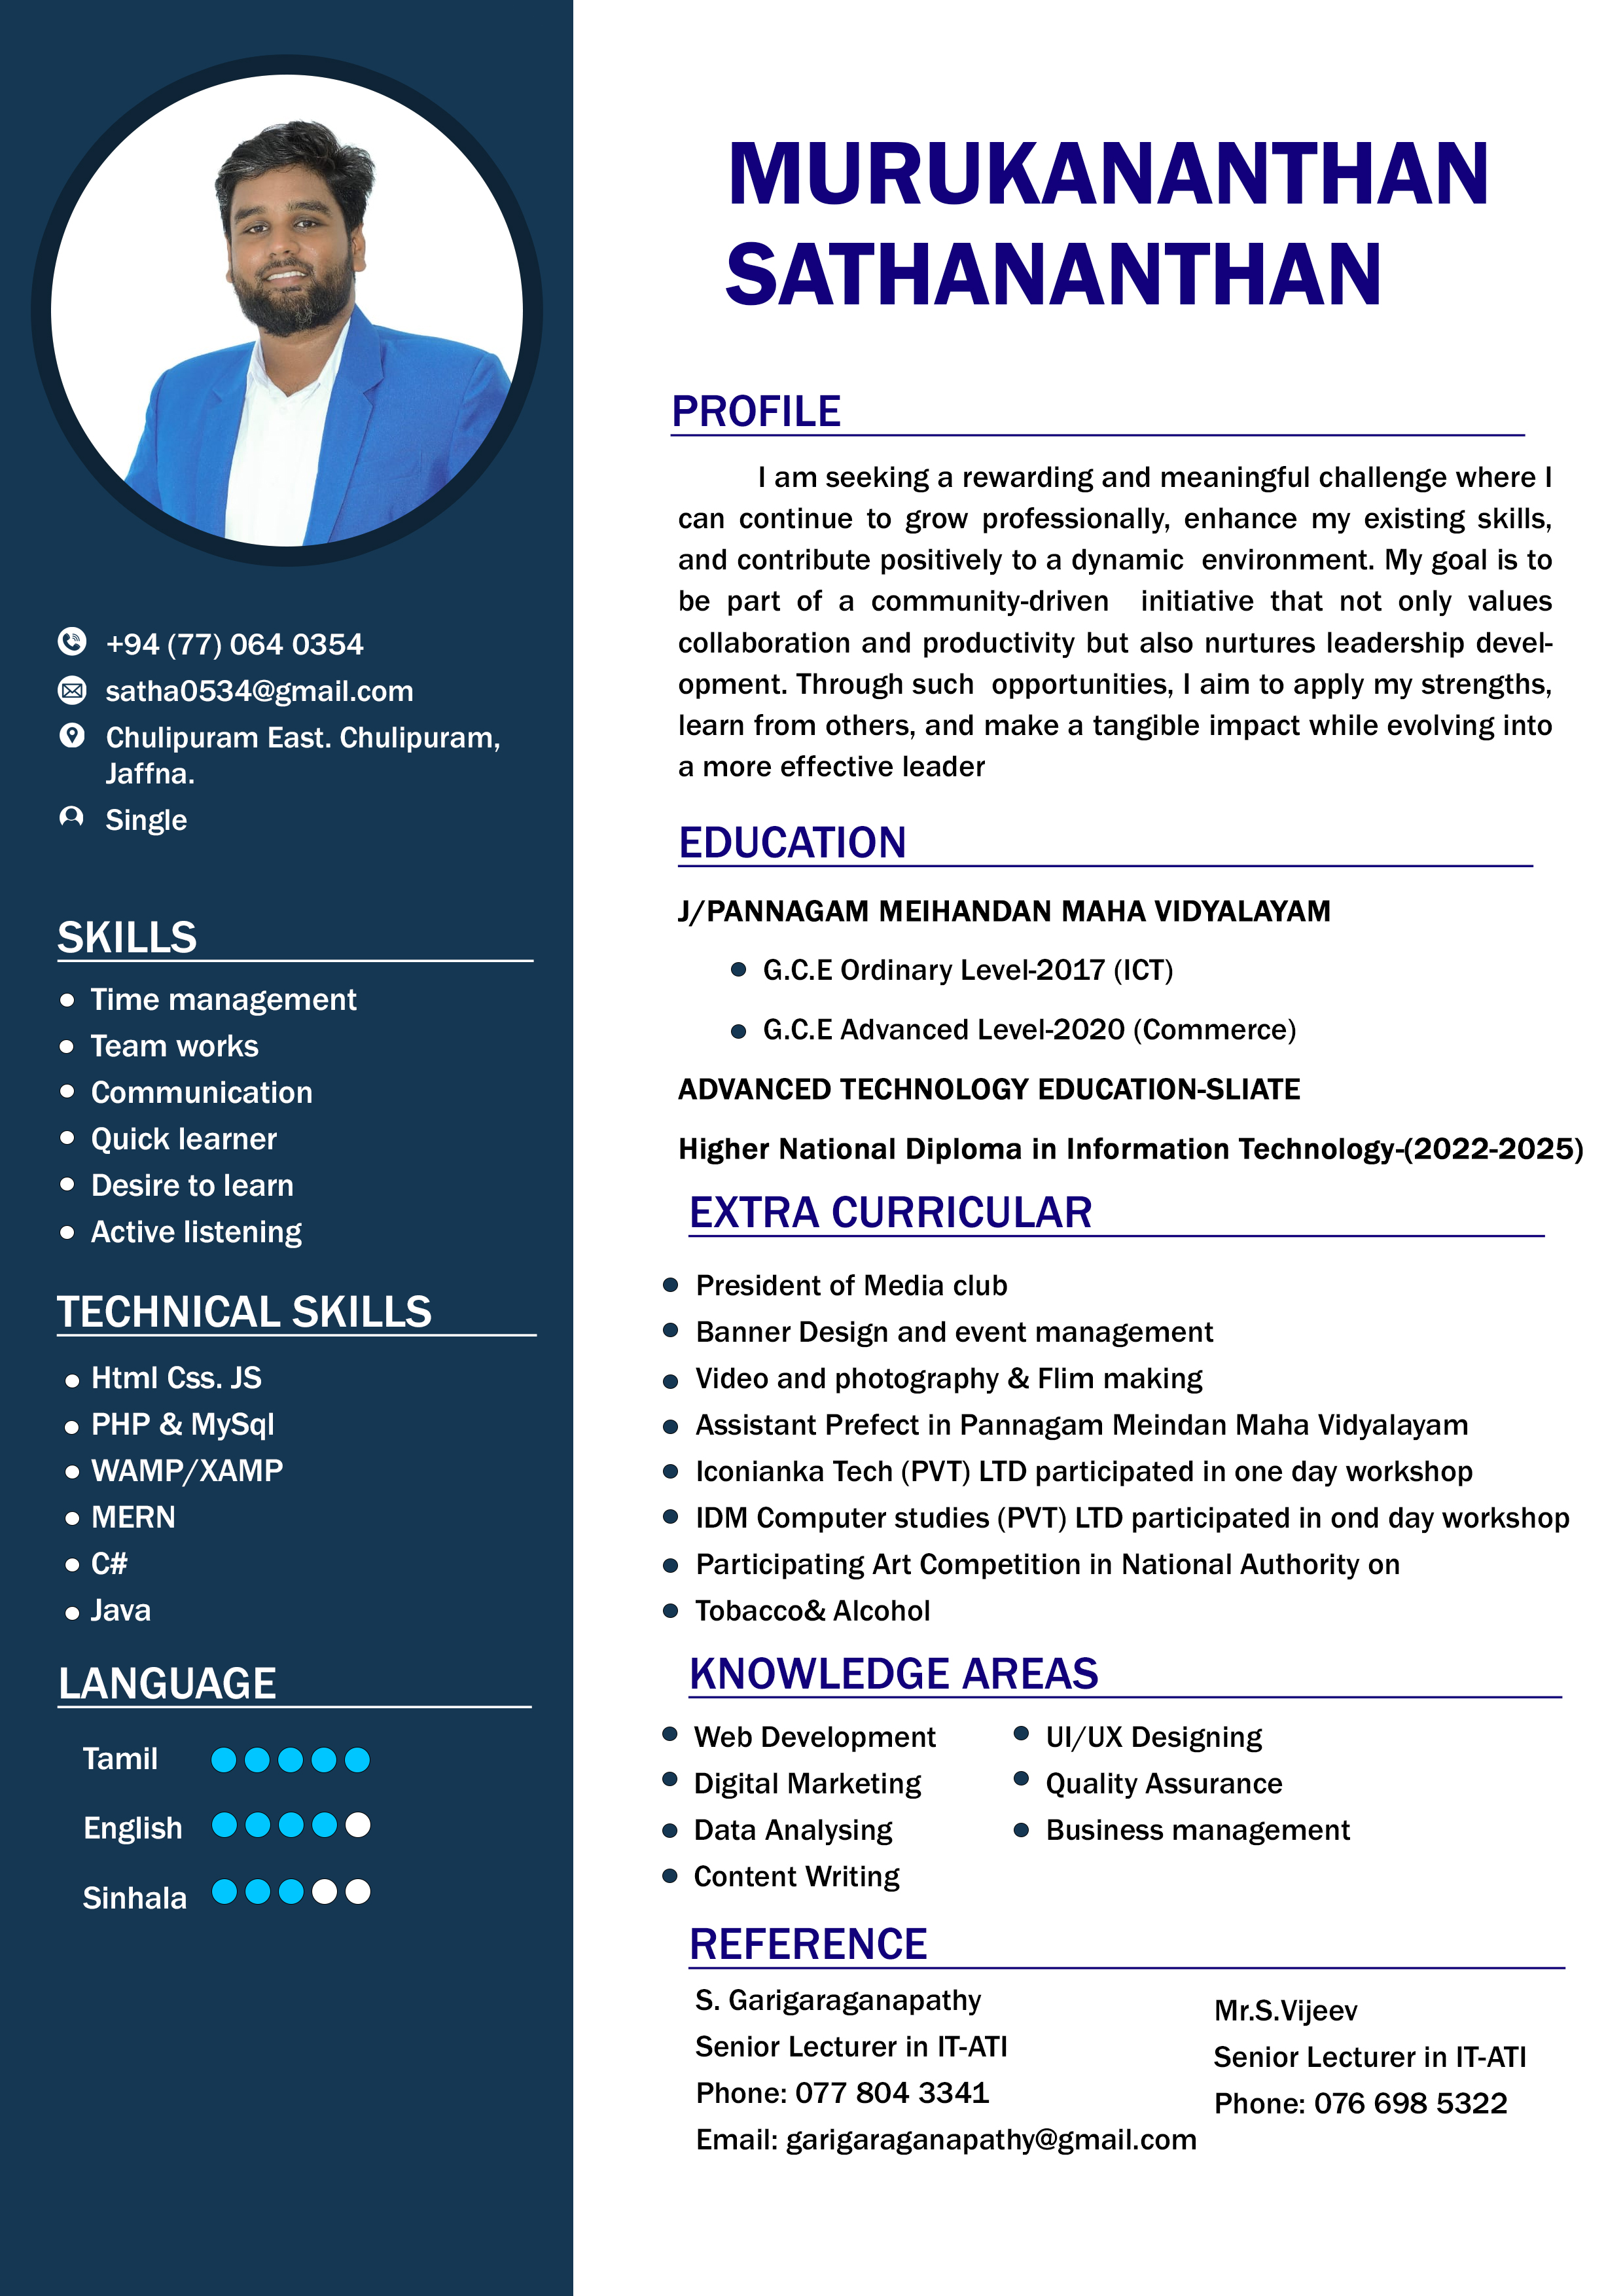 MURUKANANTHAN
SATHANANTHAN
+94 (77) 064 0354
satha0534@gmail.com
Chulipuram East. Chulipuram,
Jaffna.
Single
SKILLS
Time management
Team works
Communication
Quick learner
Desire to learn
Active listening
TECHNICAL SKILLS
Html Css. JS
PHP & MySql
WAMP/XAMP
MERN
C#
Java
LANGUAGE
Tamil
English
Sinhala
PROFILE
I am seeking a rewarding and meaningful challenge where I
can continue to grow professionally, enhance my existing skills,
and contribute positively to a dynamic environment. My goal is to
be part of a community-driven initiative that not only values
collaboration and productivity but also nurtures leadership devel-
opment. Through such opportunities, I aim to apply my strengths,
learn from others, and make a tangible impact while evolving into
a more effective leader
EDUCATION
J/PANNAGAM MEIHANDAN MAHA VIDYALAYAM
G.C.E Ordinary Level-2017 (ICT)
G.C.E Advanced Level-2020 (Commerce)
ADVANCED TECHNOLOGY EDUCATION-SLIATE
Higher National Diploma in Information Technology-(2022-2025)
EXTRA CURRICULAR
President of Media club
Banner Design and event management
Video and photography & Flim making
Assistant Prefect in Pannagam Meindan Maha Vidyalayam
Iconianka Tech (PVT) LTD participated in one day workshop
IDM Computer studies (PVT) LTD participated in ond day workshop
Participating Art Competition in National Authority on
Tobacco& Alcohol
KNOWLEDGE AREAS
Web Development
Digital Marketing
Data Analysing
Content Writing
UI/UX Designing
Quality Assurance
Business management
REFERENCE
S. Garigaraganapathy
Senior Lecturer in IT-ATI
Phone: 077 804 3341
Email: garigaraganapathy@gmail.com
Mr.S.Vijeev
Senior Lecturer in IT-ATI
Phone: 076 698 5322